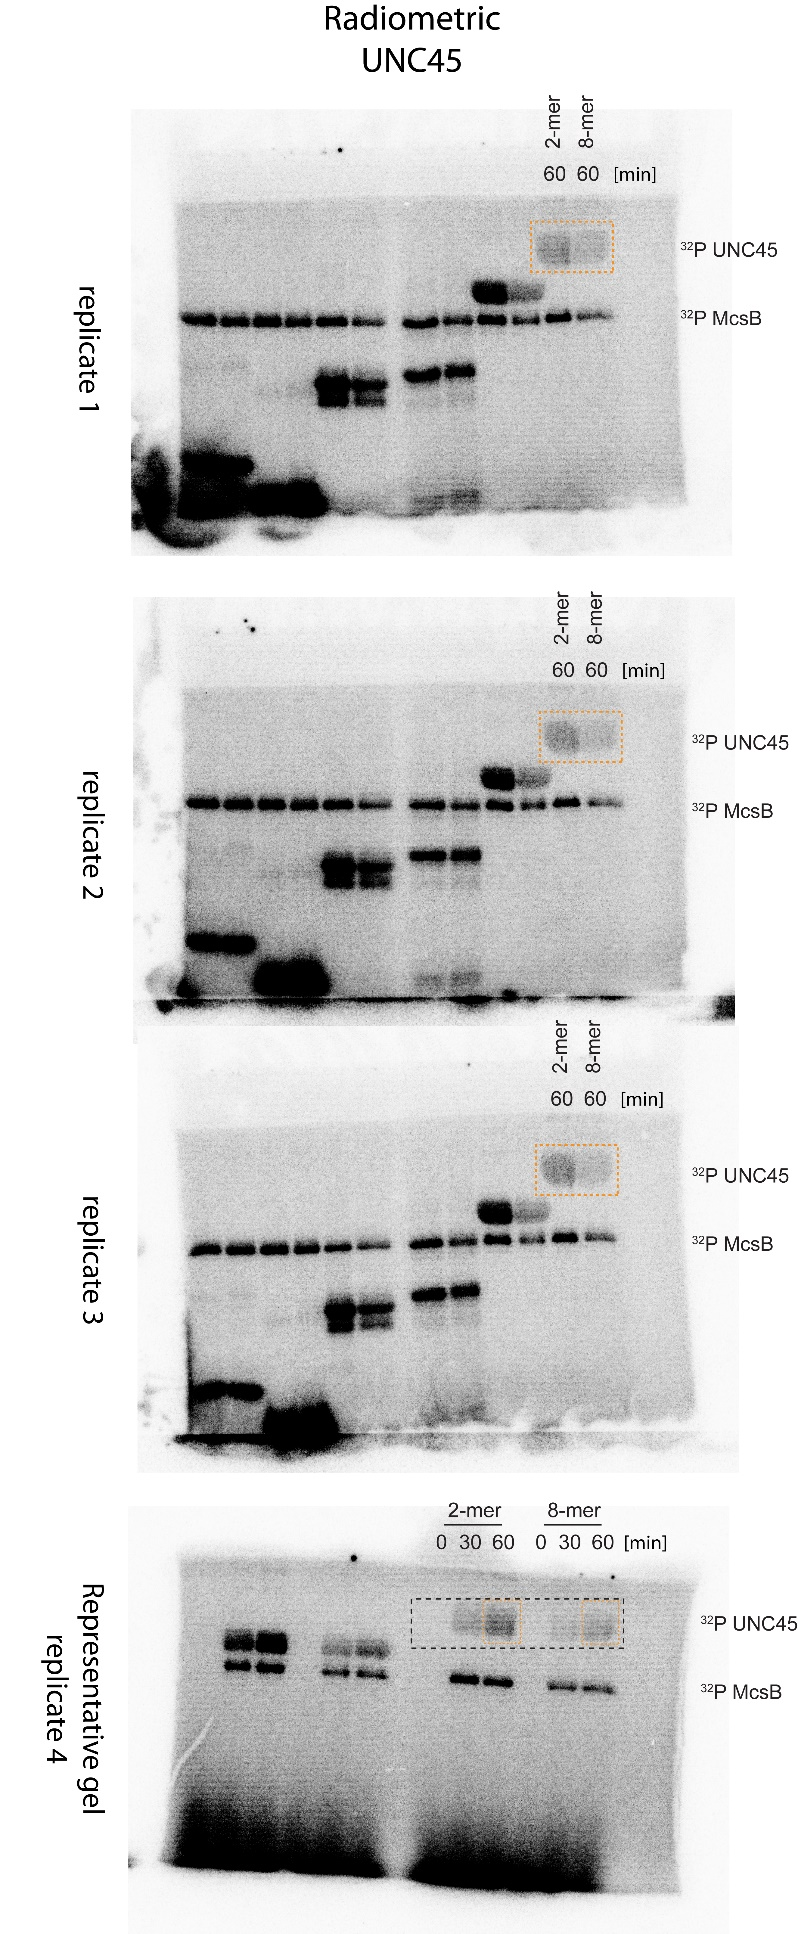 Radiometric
UNC45
2-mer 8-mer
60 60 [min]
32P UNC45
32P McsB
replicate 1
2-mer 8-mer
60 60 [min]
32P UNC45
32P McsB
replicate 2
2-mer 8-mer
60 60 [min]
32P UNC45
32P McsB
replicate 3
2-mer 8-mer
0 30 60 0 30 60 [min]
32P UNC45
32P McsB
Representative gel
replicate 4